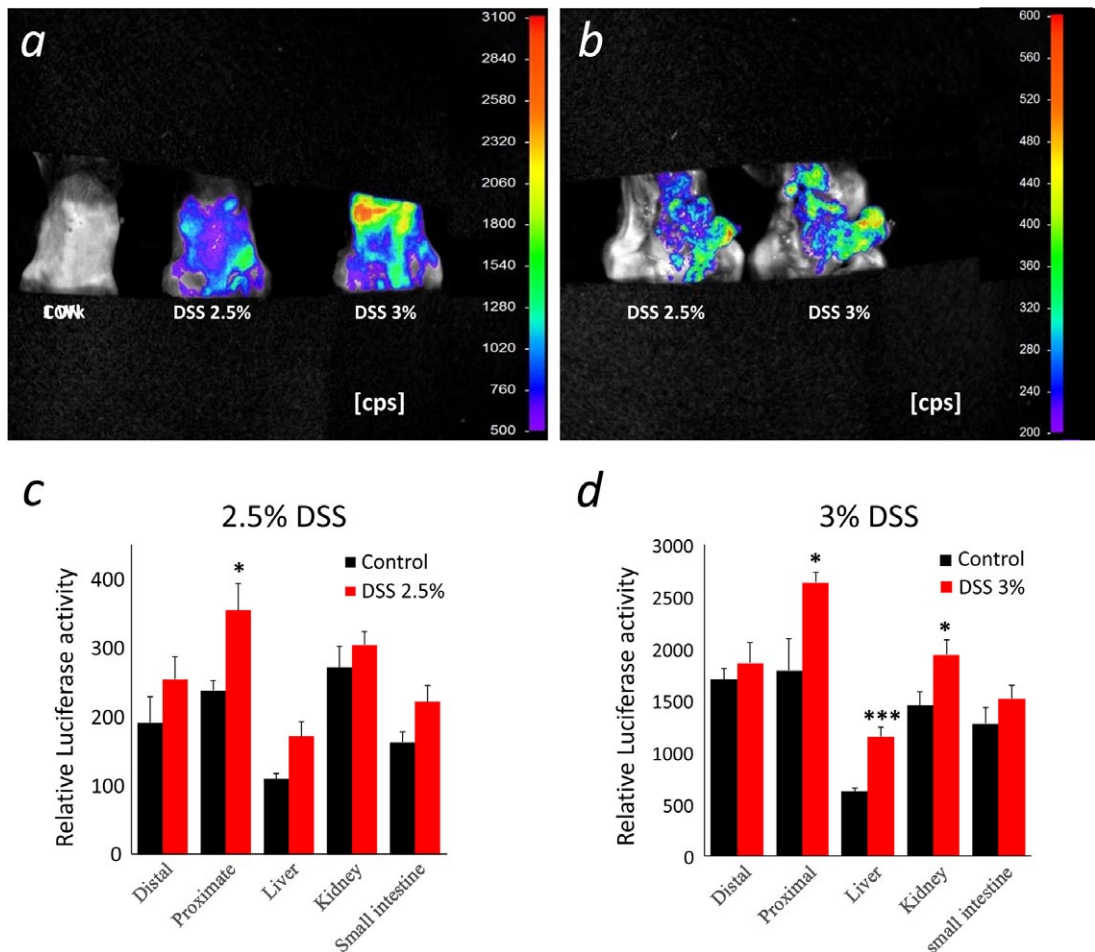 a
3100
2840
2580
2320
2060
1800
1540
1280
1020
760
500
DSS 2.5%
DSS 3%
[cps]
b
600
560
520
480
440
400
360
320
280
240
200
DSS 2.5%
DSS 3%
[cps]
c
2.5% DSS
Relative Luciferase activity
400
300
200
100
0
Control
DSS 2.5%
*
Distal
Proximate
Liver
Kidney
Small intestine
d
3% DSS
Relative Luciferase activity
3000
2500
2000
1500
1000
500
0
Control
DSS 3%
*
***
*
Distal
Proximal
Liver
Kidney
small intestine